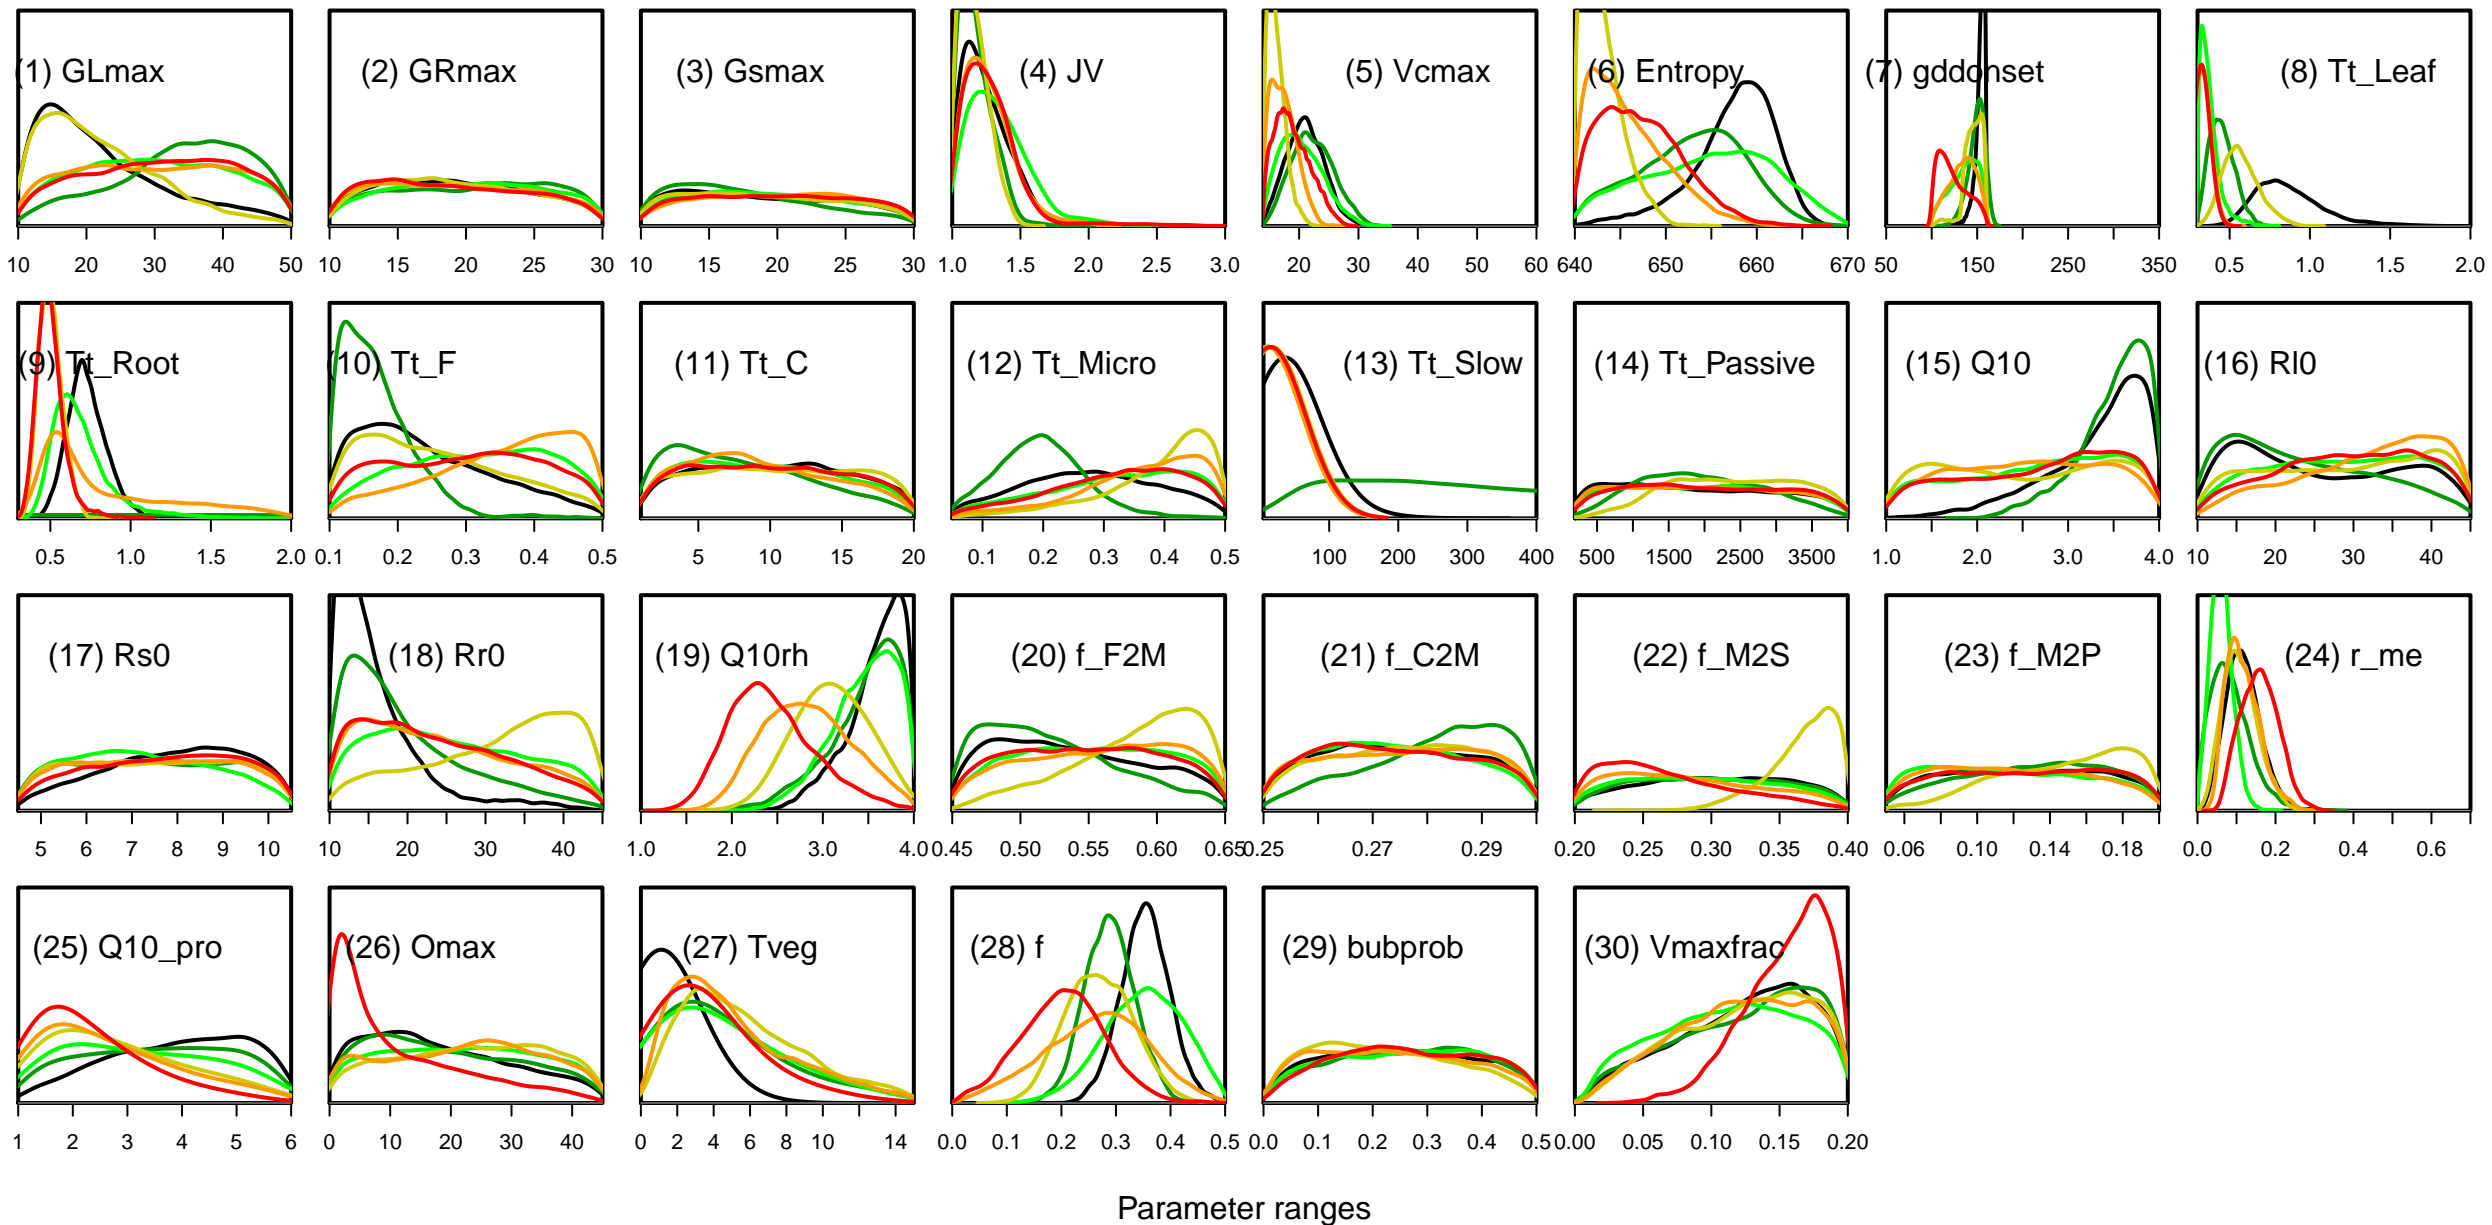 (1) GLmax (2) GRmax (3) Gsmax (4) JV (5) Vcmax (6) Entropy (7) gddonset (8) Tt_Leaf
10 20 30 40 50 10 15 20 25 30 10 15 20 25 30 1.0 1.5 2.0 2.5 3.0 20 30 40 50 60 640 650 660 670 50 150 250 350 0.5 1.0 1.5 2.0
(9) Tt_Root (10) Tt_F (11) Tt_C (12) Tt_Micro (13) Tt_Slow (14) Tt_Passive (15) Q10 (16) Rl0
0.5 1.0 1.5 2.0 0.1 0.2 0.3 0.4 0.5 5 10 15 20 0.1 0.2 0.3 0.4 0.5 100 200 300 400 500 1500 2500 3500 1.0 2.0 3.0 4.0 10 20 30 40
(17) Rs0 (18) Rr0 (19) Q10rh (20) f_F2M (21) f_C2M (22) f_M2S (23) f_M2P (24) r_me
5 6 7 8 9 10 10 20 30 40 1.0 2.0 3.0 4.0 0.45 0.50 0.55 0.60 0.65 0.25 0.27 0.29 0.20 0.25 0.30 0.35 0.40 0.06 0.10 0.14 0.18 0.0 0.2 0.4 0.6
(25) Q10_pro (26) Omax (27) Tveg (28) f (29) bubprob (30) Vmaxfrac
1 2 3 4 5 6 0 10 20 30 40 0 2 4 6 8 10 14 0.0 0.1 0.2 0.3 0.4 0.5 0.0 0.1 0.2 0.3 0.4 0.5 0.00 0.05 0.10 0.15 0.20
Parameter ranges